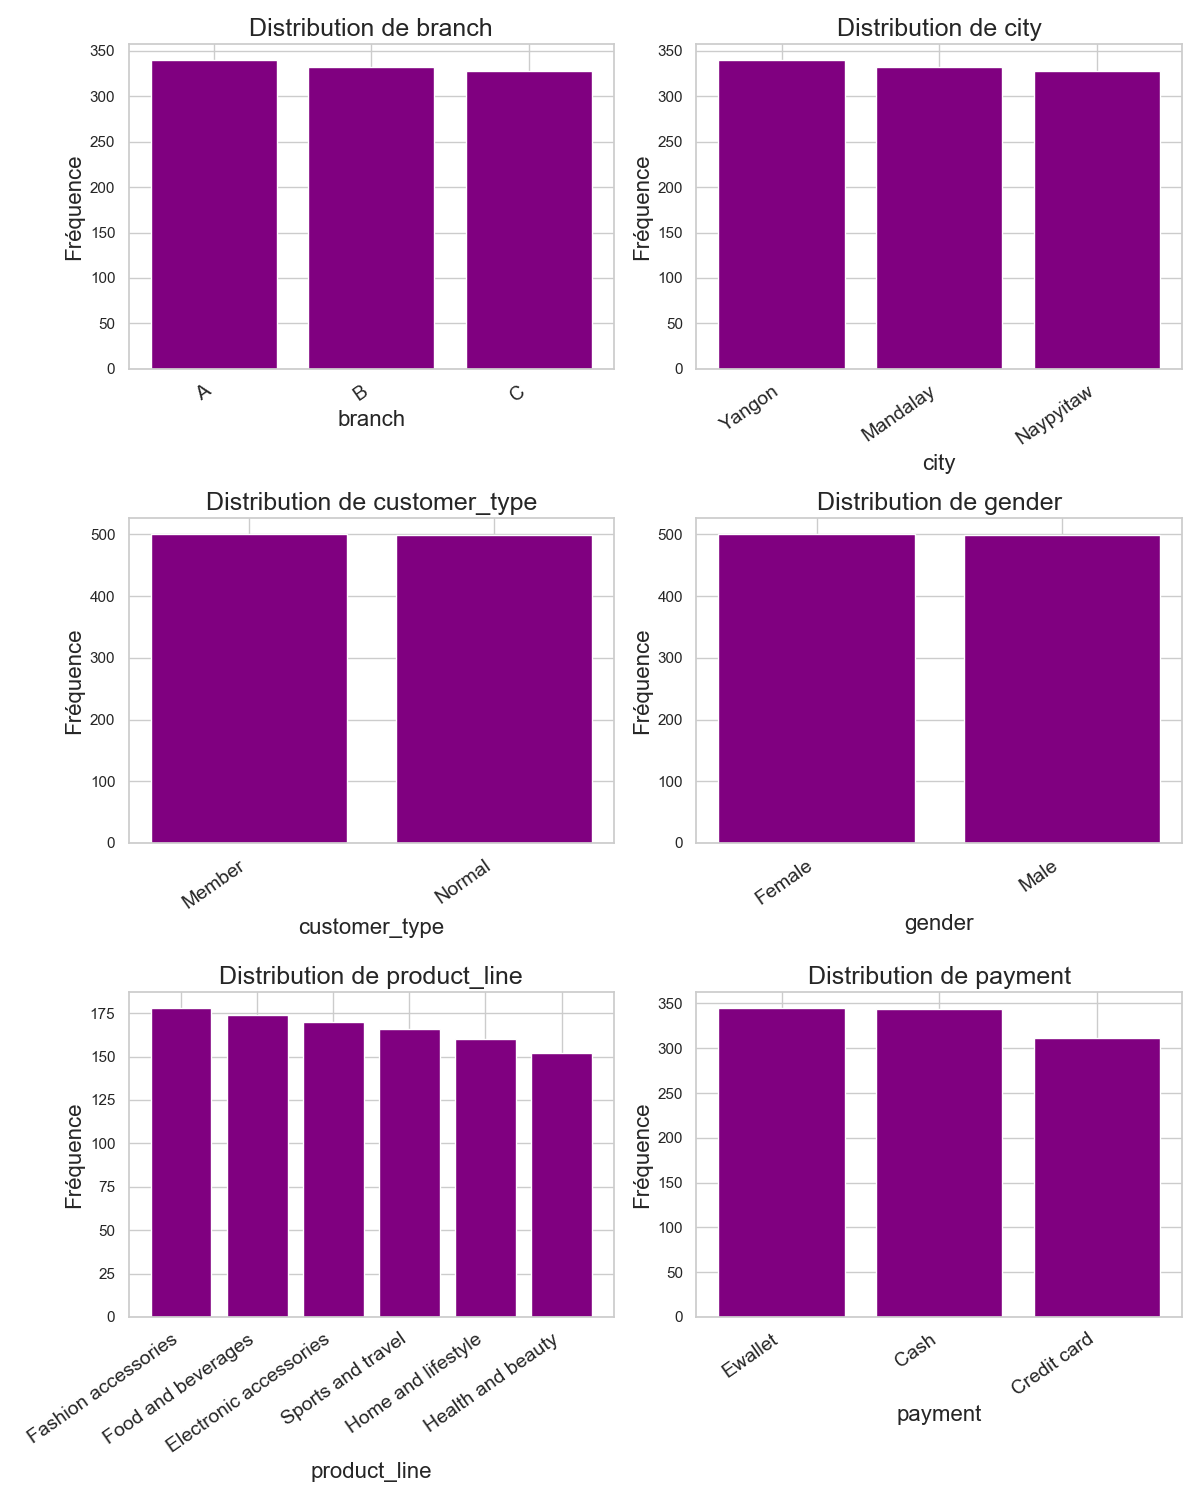 Distribution de branch
350
300
250
200
150
100
50
0
Fréquence
A
B
C
branch
Distribution de city
350
300
250
200
150
100
50
0
Fréquence
Yangon
Mandalay
Naypyitaw
city
Distribution de customer_type
500
400
300
200
100
0
Fréquence
Member
Normal
customer_type
Distribution de gender
500
400
300
200
100
0
Fréquence
Female
Male
gender
Distribution de product_line
175
150
125
100
75
50
25
0
Fréquence
Fashion accessories
Food and beverages
Electronic accessories
Sports and travel
Home and lifestyle
Health and beauty
product_line
Distribution de payment
350
300
250
200
150
100
50
0
Fréquence
Ewallet
Cash
Credit card
payment